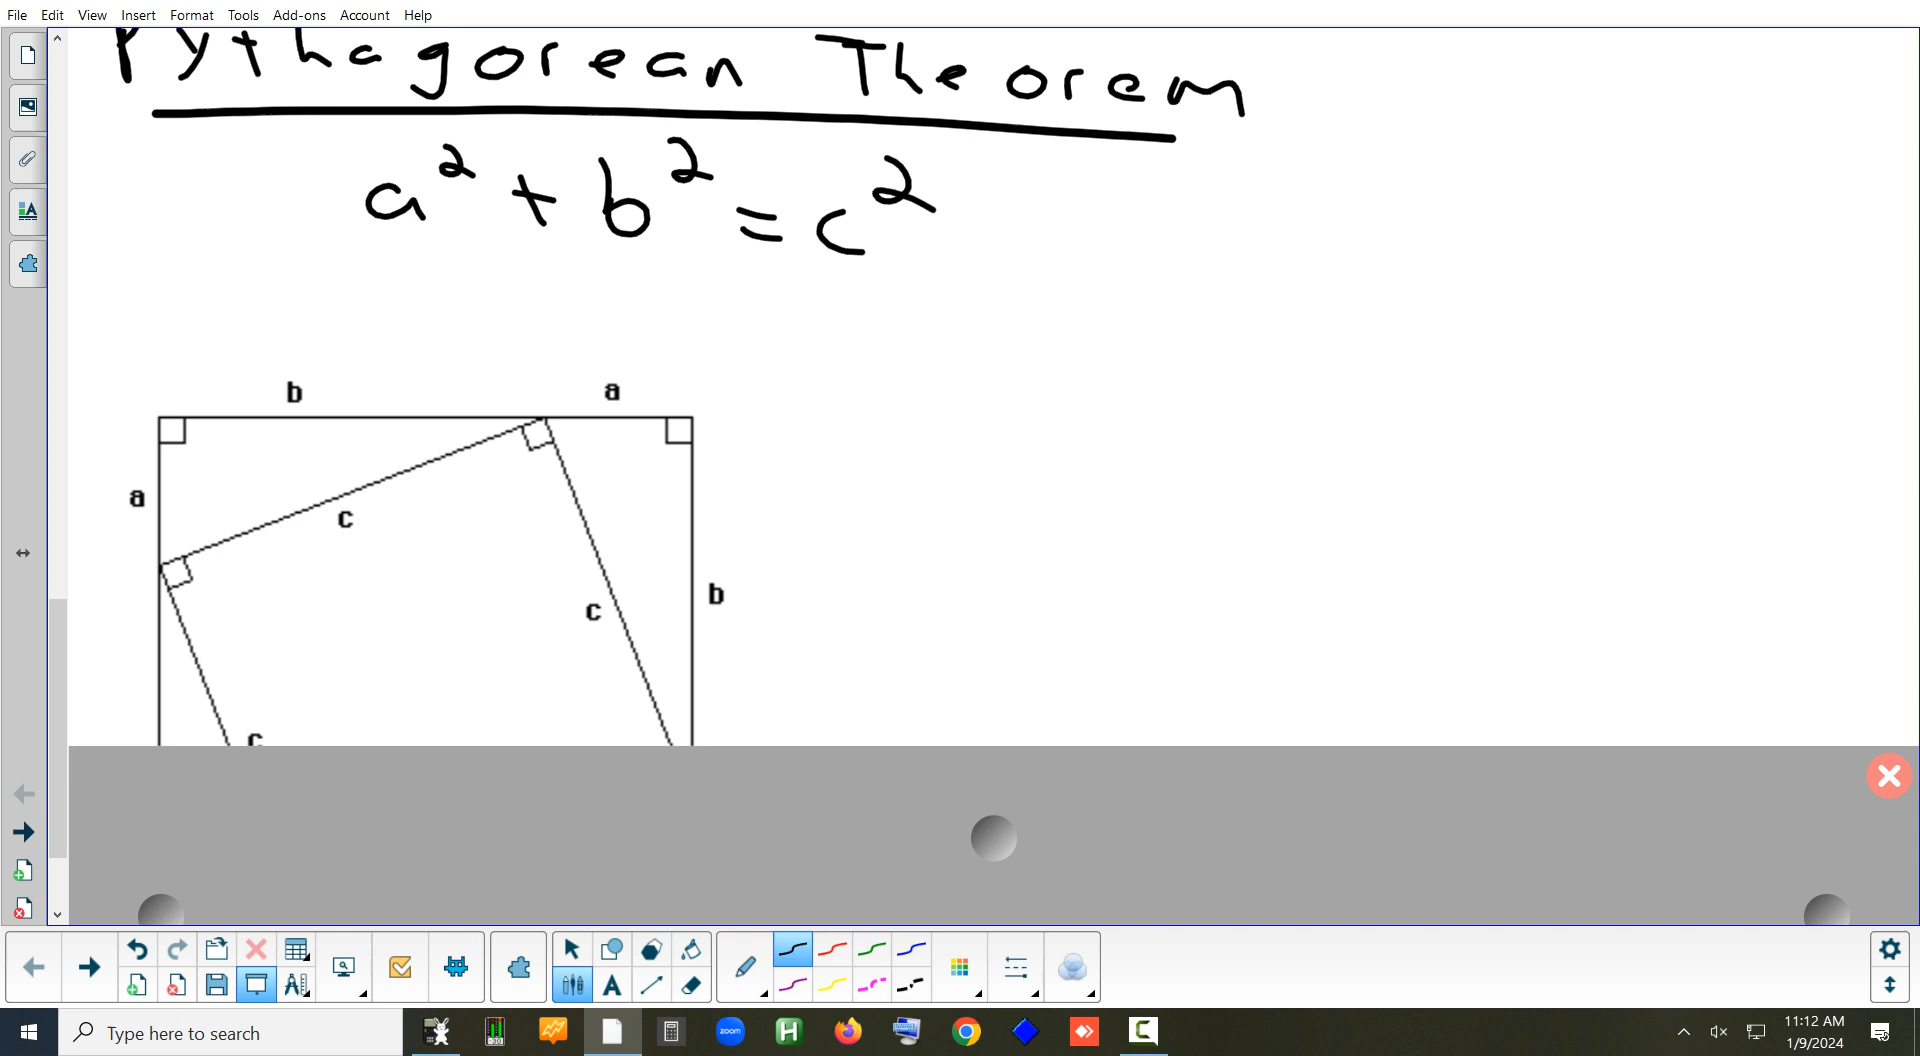 File Edit View Insert Format Tools Add-ons Account Help
Pythagorean Theorem
a² + b² = c²
b a
a
c
b
c
c
A
zoom
H
C
Type here to search
11:12 AM
1/9/2024